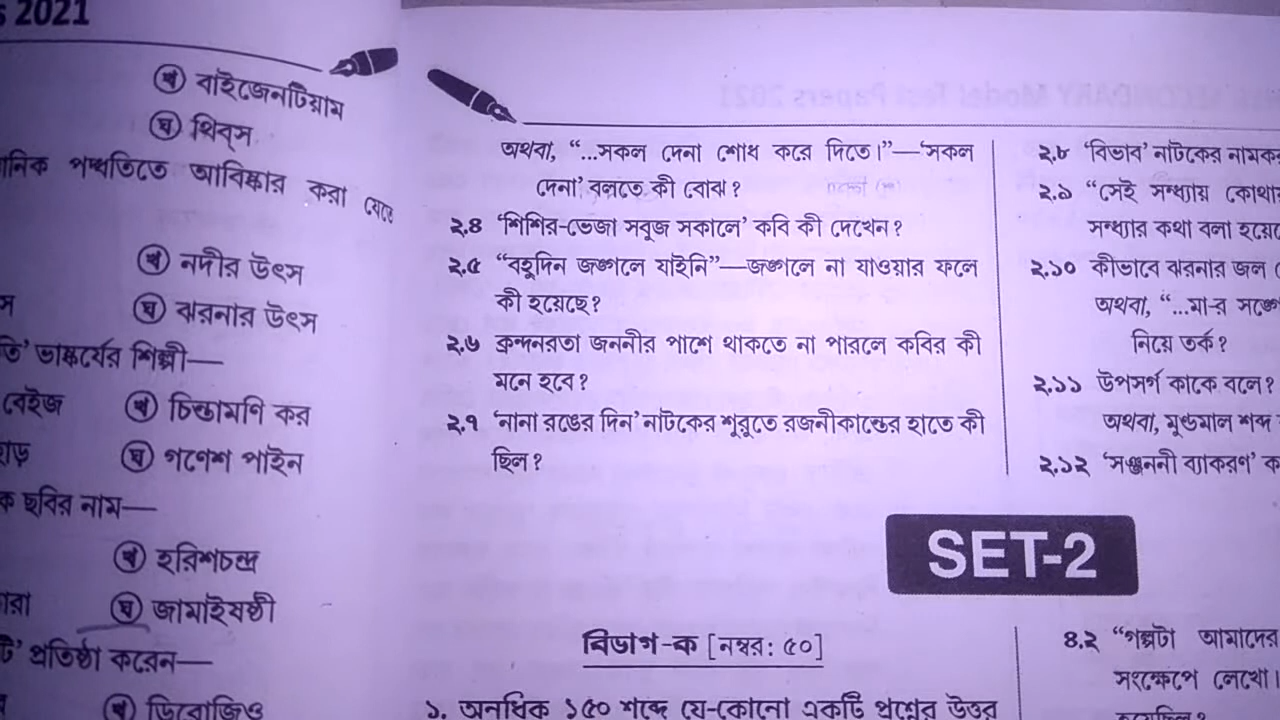 2021
খ বাইজেনটিয়াম
ঘ থিব্‌স
পদ্ধতিতে আবিষ্কার করা যেতে
খ নদীর উৎস
ঘ ঝরনার উৎস
ভাস্কর্যের শিল্পী—
বেইজ খ চিন্তামণি কর
ঘ গণেশ পাইন
ছবির নাম—
খ হরিশচন্দ্র
ঘ জামাইষষ্ঠী
প্রতিষ্ঠা করেন—
খ ডিরোজিও
অথবা, “...সকল দেনা শোধ করে দিতে।”—‘সকল
দেনা’ বলতে কী বোঝ?
২.৪ ‘শিশির-ভেজা সবুজ সকালে’ কবি কী দেখেন?
২.৫ “বহুদিন জঙ্গলে যাইনি”—জঙ্গলে না যাওয়ার ফলে
কী হয়েছে?
২.৬ ক্রন্দনরতা জননীর পাশে থাকতে না পারলে কবির কী
মনে হবে?
২.৭ ‘নানা রঙের দিন’ নাটকের শুরুতে রজনীকান্তের হাতে কী
ছিল?
২.৮ ‘বিভাব’ নাটকের
২.৯ “সেই সন্ধ্যায়
সন্ধ্যার কথা বলা
২.১০ কীভাবে ঝরনার জল
অথবা, “...মা-র
নিয়ে তর্ক?
২.১১ উপসর্গ কাকে বলে?
অথবা, মুণ্ডমাল শব্দ
২.১২ ‘সঞ্জননী ব্যাকরণ’
SET-2
বিভাগ-ক [নম্বর: ৫০]
১. অনধিক ১৫০ শব্দে যে-কোনো একটি প্রশ্নের উত্তর
৪.২ “গল্পটা আমাদের
সংক্ষেপে লেখো।